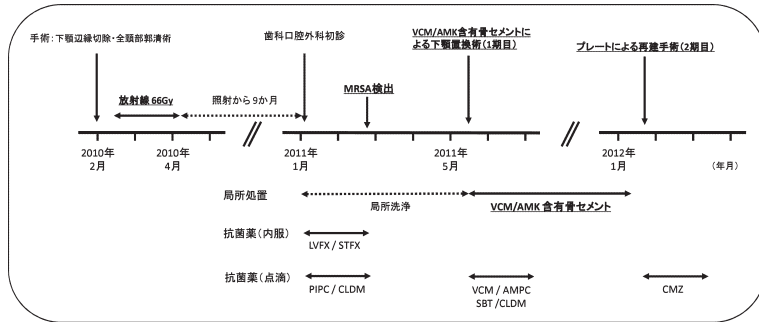 手術：下顎辺縁切除・全頸部郭清術
歯科口腔外科初診
VCM/AMK含有骨セメント
による下顎置換術(1期目)
プレートによる再建手術(2期目)
放射線 66Gy
照射から 9か月
MRSA検出
2010年
2月
2010年
4月
2011年
1月
2011年
5月
2012年
1月
（年月）
局所処置
局所洗浄
VCM/AMK 含有骨セメント
抗菌薬（内服）
LVFX / STFX
抗菌薬（点滴）
PIPC / CLDM
VCM / AMPC
SBT /CLDM
CMZ